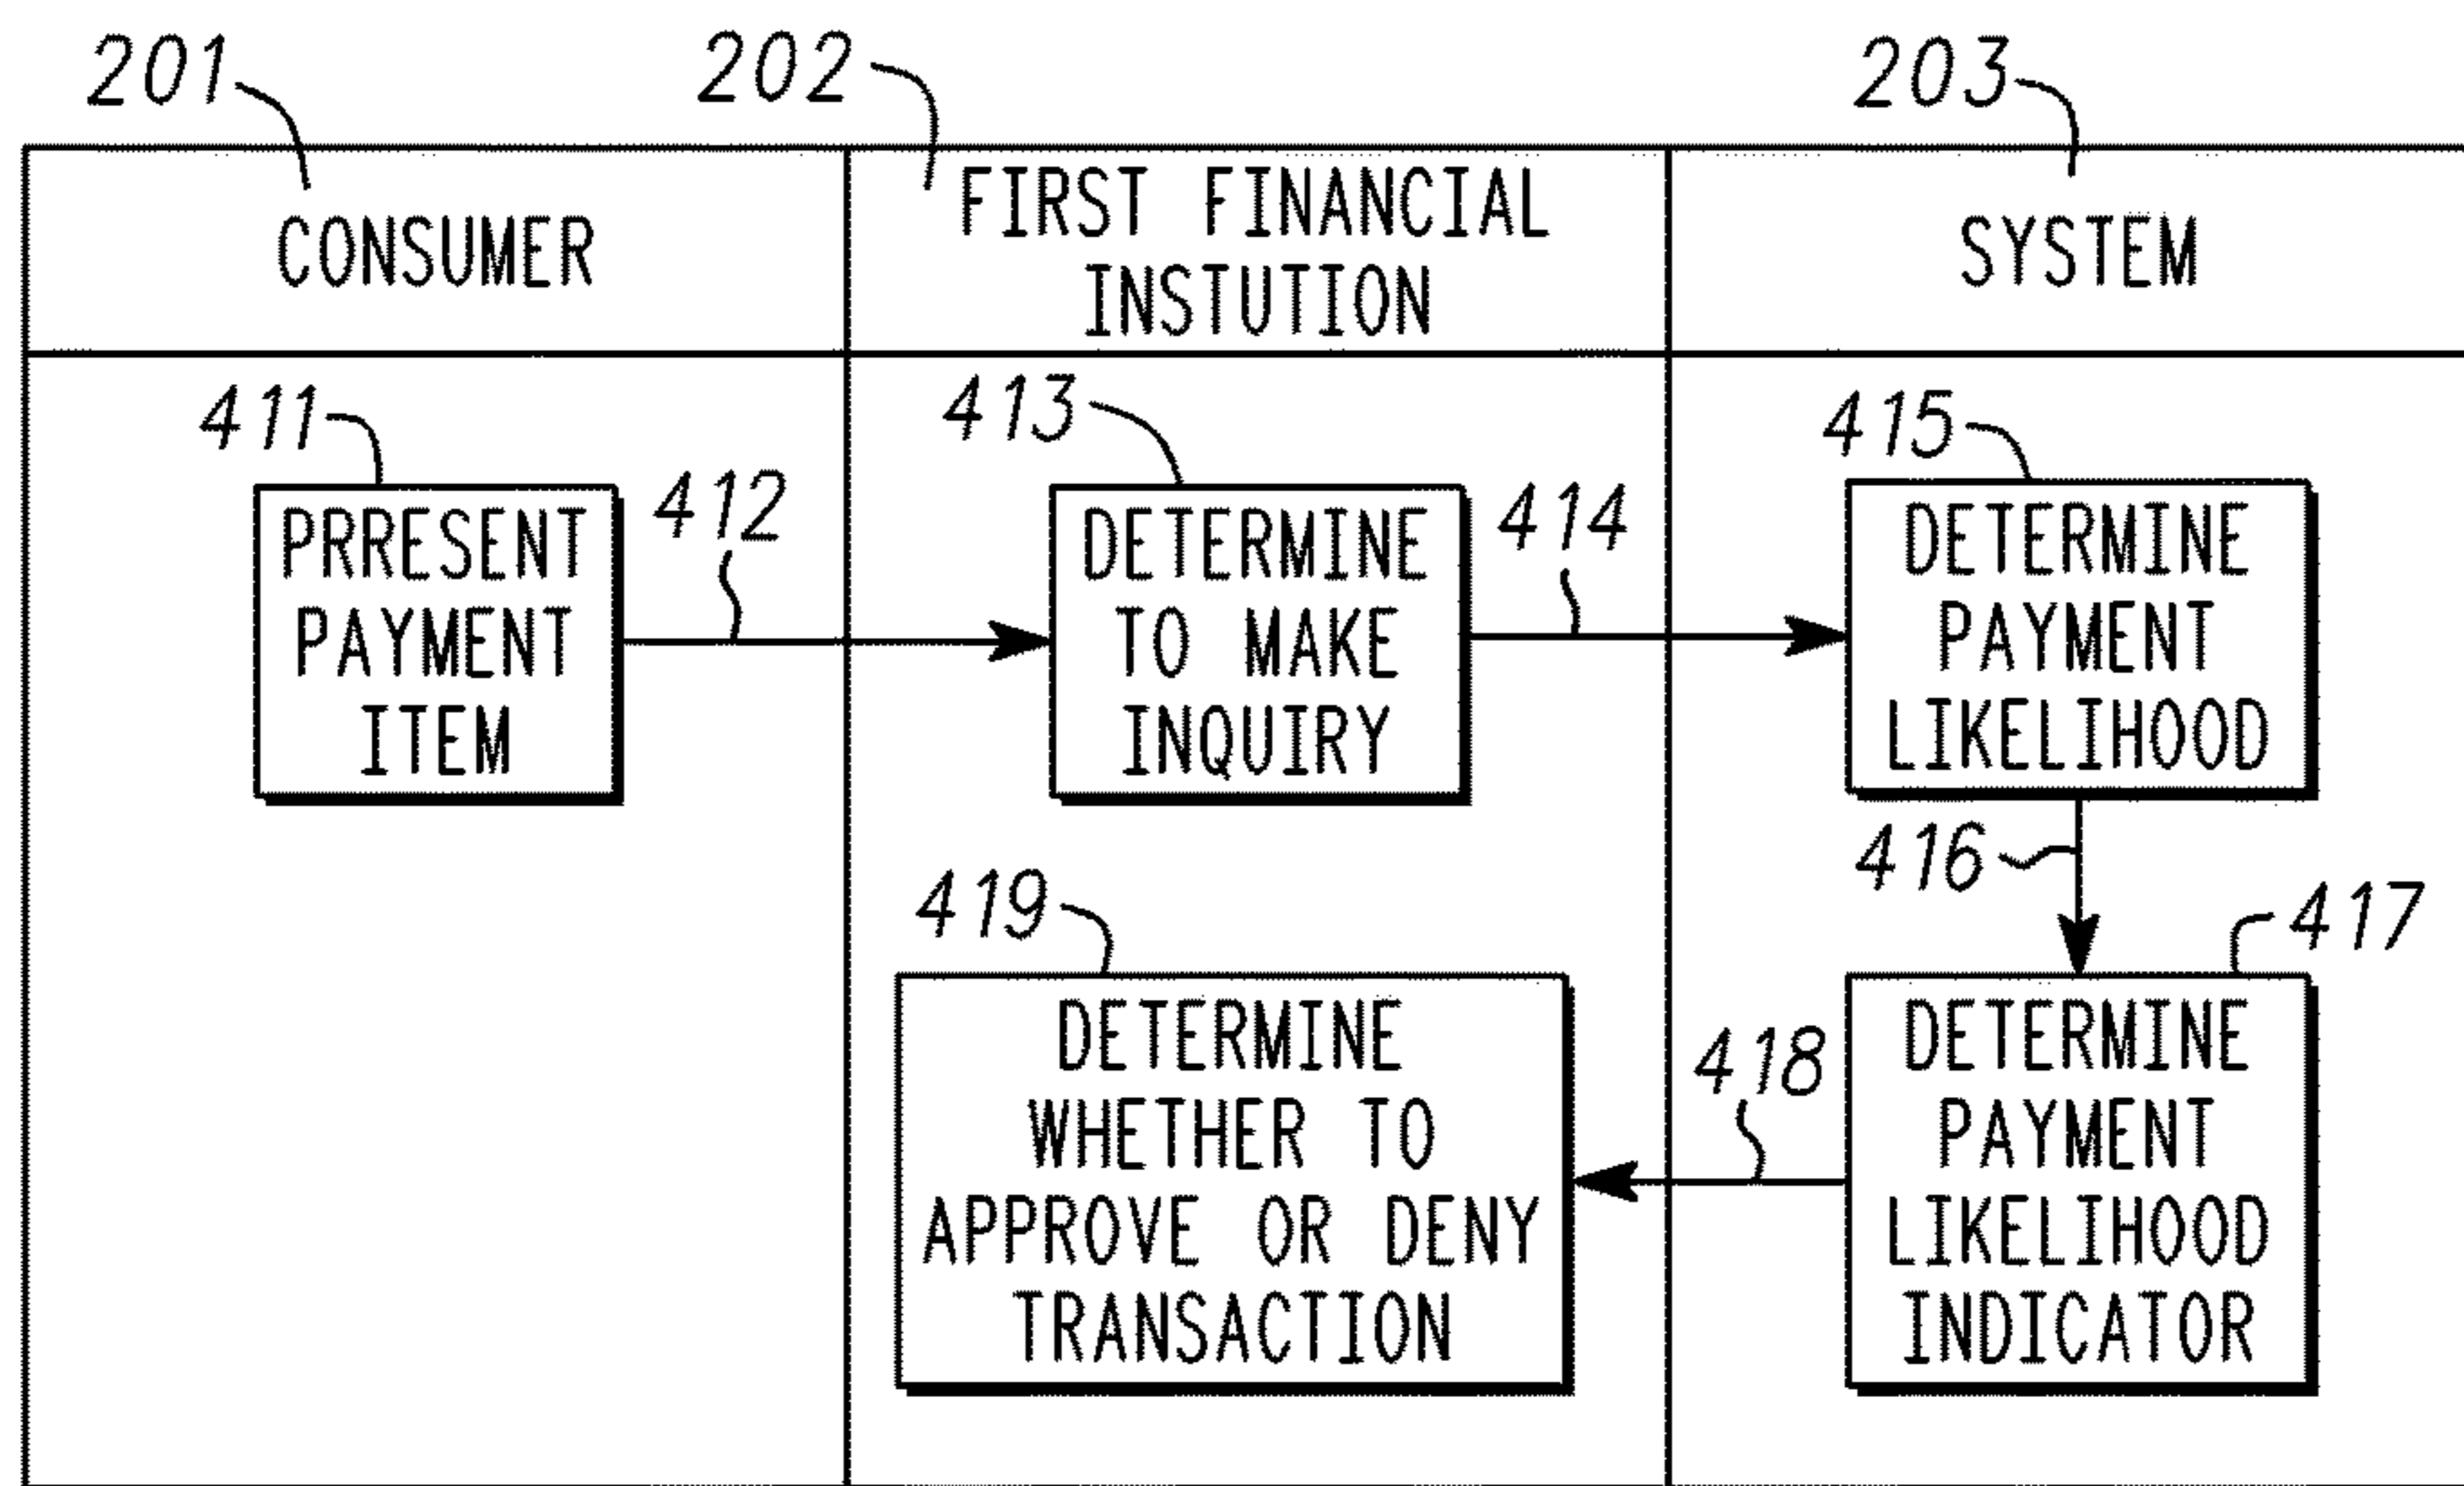 201
202
203
CONSUMER
FIRST FINANCIAL
INSTUTION
SYSTEM
411
PRRESENT
PAYMENT
ITEM
412
413
DETERMINE
TO MAKE
INQUIRY
414
415
DETERMINE
PAYMENT
LIKELIHOOD
416
417
DETERMINE
PAYMENT
LIKELIHOOD
INDICATOR
418
419
DETERMINE
WHETHER TO
APPROVE OR DENY
TRANSACTION